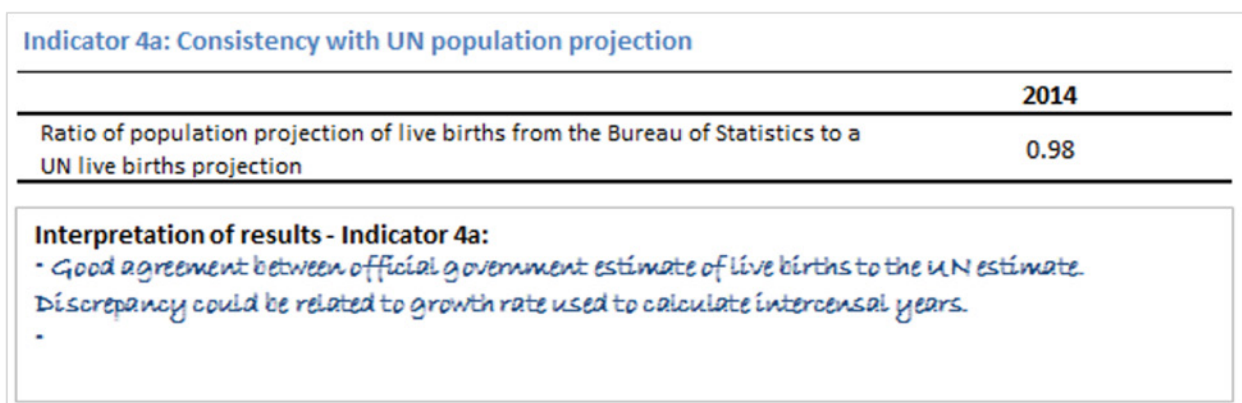 Indicator 4a: Consistency with UN population projection
2014
Ratio of population projection of live births from the Bureau of Statistics to a
UN live births projection
0.98
Interpretation of results - Indicator 4a:
- Good agreement between official government estimate of live births to the UN estimate.
Discrepancy could be related to growth rate used to calculate intercensal years.
-